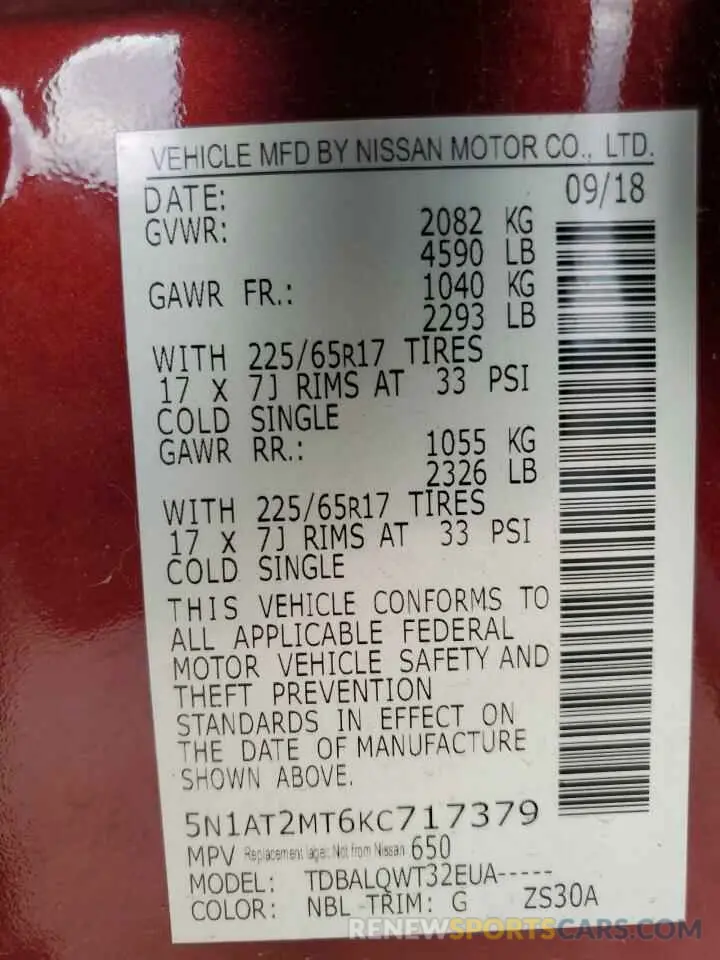 VEHICLE MFD BY NISSAN MOTOR CO., LTD.
DATE: 09/18
GVWR: 2082 KG
4590 LB
GAWR FR.: 1040 KG
2293 LB
WITH 225/65R17 TIRES
17 X 7J RIMS AT 33 PSI
COLD SINGLE
GAWR RR.: 1055 KG
2326 LB
WITH 225/65R17 TIRES
17 X 7J RIMS AT 33 PSI
COLD SINGLE
THIS VEHICLE CONFORMS TO
ALL APPLICABLE FEDERAL
MOTOR VEHICLE SAFETY AND
THEFT PREVENTION
STANDARDS IN EFFECT ON
THE DATE OF MANUFACTURE
SHOWN ABOVE.
5N1AT2MT6KC717379
MPV Replacement label: Not from Nissan 650
MODEL: TDBALQWT32EUA-----
COLOR: NBL TRIM: G ZS30A
RENEWSPORTSCARS.COM